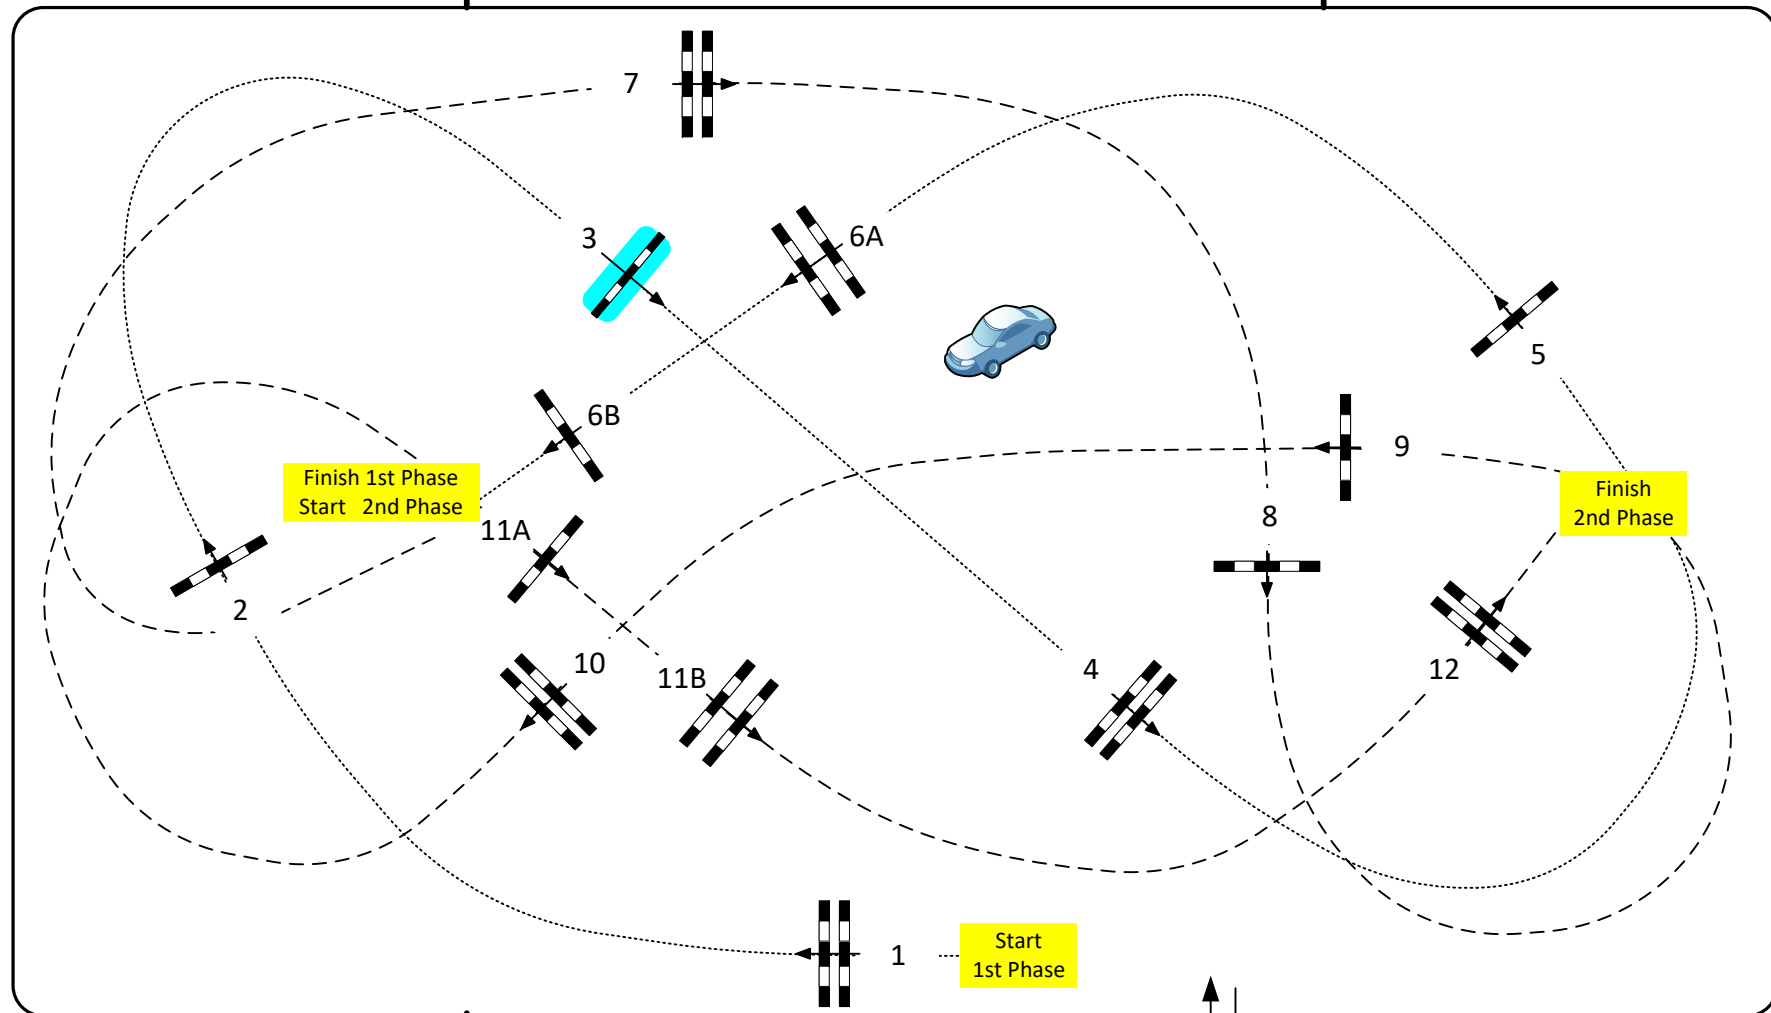 7
3
6A
5
6B
9
Finish 1st Phase
Start 2nd Phase
Finish
2nd Phase
11A
8
2
10
11B
4
12
1
Start
1st Phase